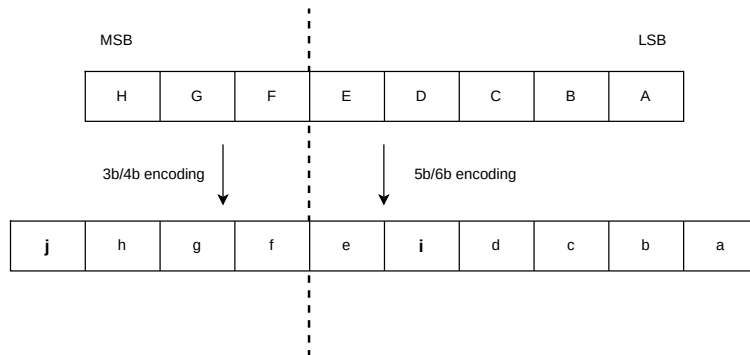 MSB LSB
H G F E D C B A
3b/4b encoding 5b/6b encoding
j h g f e i d c b a